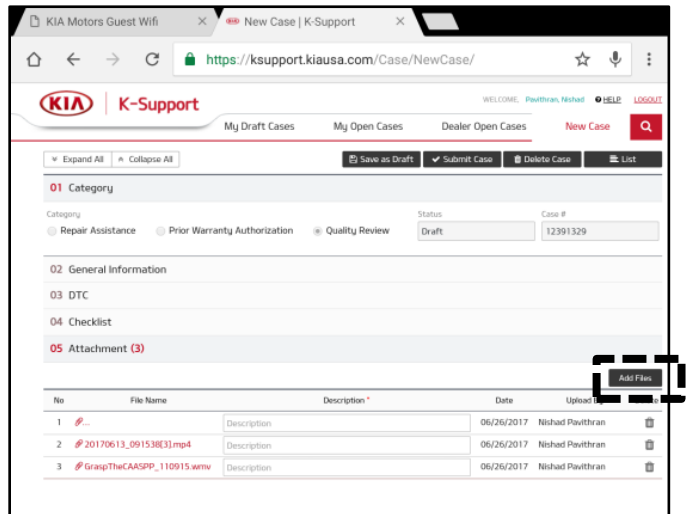 KIA Motors Guest Wifi × New Case | K-Support ×
https://ksupport.kiausa.com/Case/NewCase/
KIA K-Support WELCOME, Pavithran, Nishad HELP LOGOUT
My Draft Cases My Open Cases Dealer Open Cases New Case
Expand All Collapse All Save as Draft Submit Case Delete Case List
01 Category
Category Status Case #
Repair Assistance Prior Warranty Authorization Quality Review Draft 12391329
02 General Information
03 DTC
04 Checklist
05 Attachment (3)
Add Files
No File Name Description * Date Upload
1 ... Description 06/26/2017 Nishad Pavithran
2 20170613_091538[3].mp4 Description 06/26/2017 Nishad Pavithran
3 GraspTheCAASPP_110915.wmv Description 06/26/2017 Nishad Pavithran